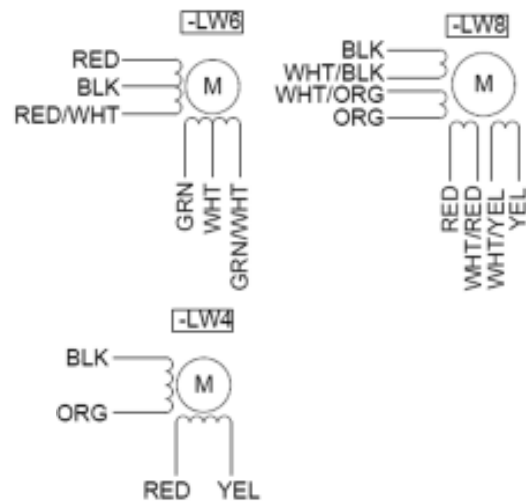 -LW6
RED
BLK
RED/WHT
M
GRN
WHT
GRN/WHT
-LW8
BLK
WHT/BLK
WHT/ORG
ORG
M
RED
WHT/RED
WHT/YEL
YEL
-LW4
BLK
ORG
M
RED YEL